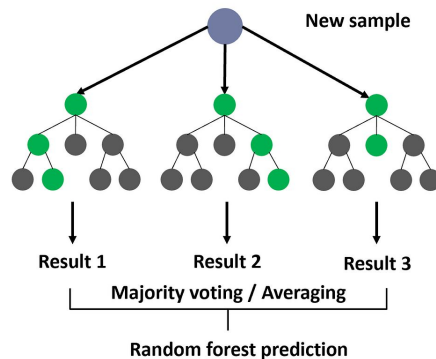 New sample
Result 1 Result 2 Result 3
Majority voting / Averaging
Random forest prediction